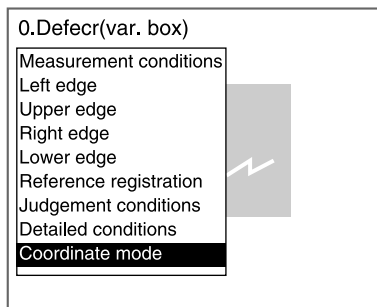 0.Defecr(var. box)
Measurement conditions
Left edge
Upper edge
Right edge
Lower edge
Reference registration
Judgement conditions
Detailed conditions
Coordinate mode